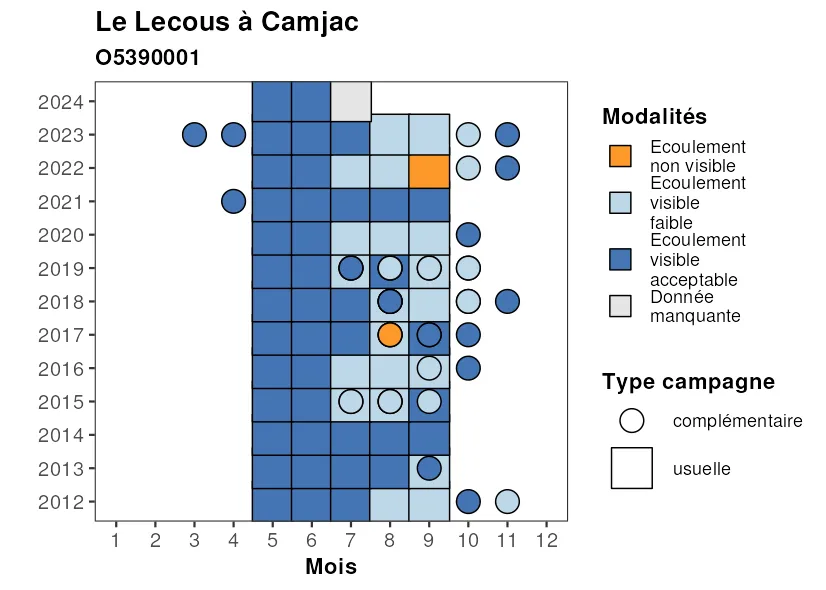 Le Lecous à Camjac
O5390001
2024
2023
2022
2021
2020
2019
2018
2017
2016
2015
2014
2013
2012
1 2 3 4 5 6 7 8 9 10 11 12
Mois
Modalités
Ecoulement
non visible
Ecoulement
visible
faible
Ecoulement
visible
acceptable
Donnée
manquante
Type campagne
complémentaire
usuelle